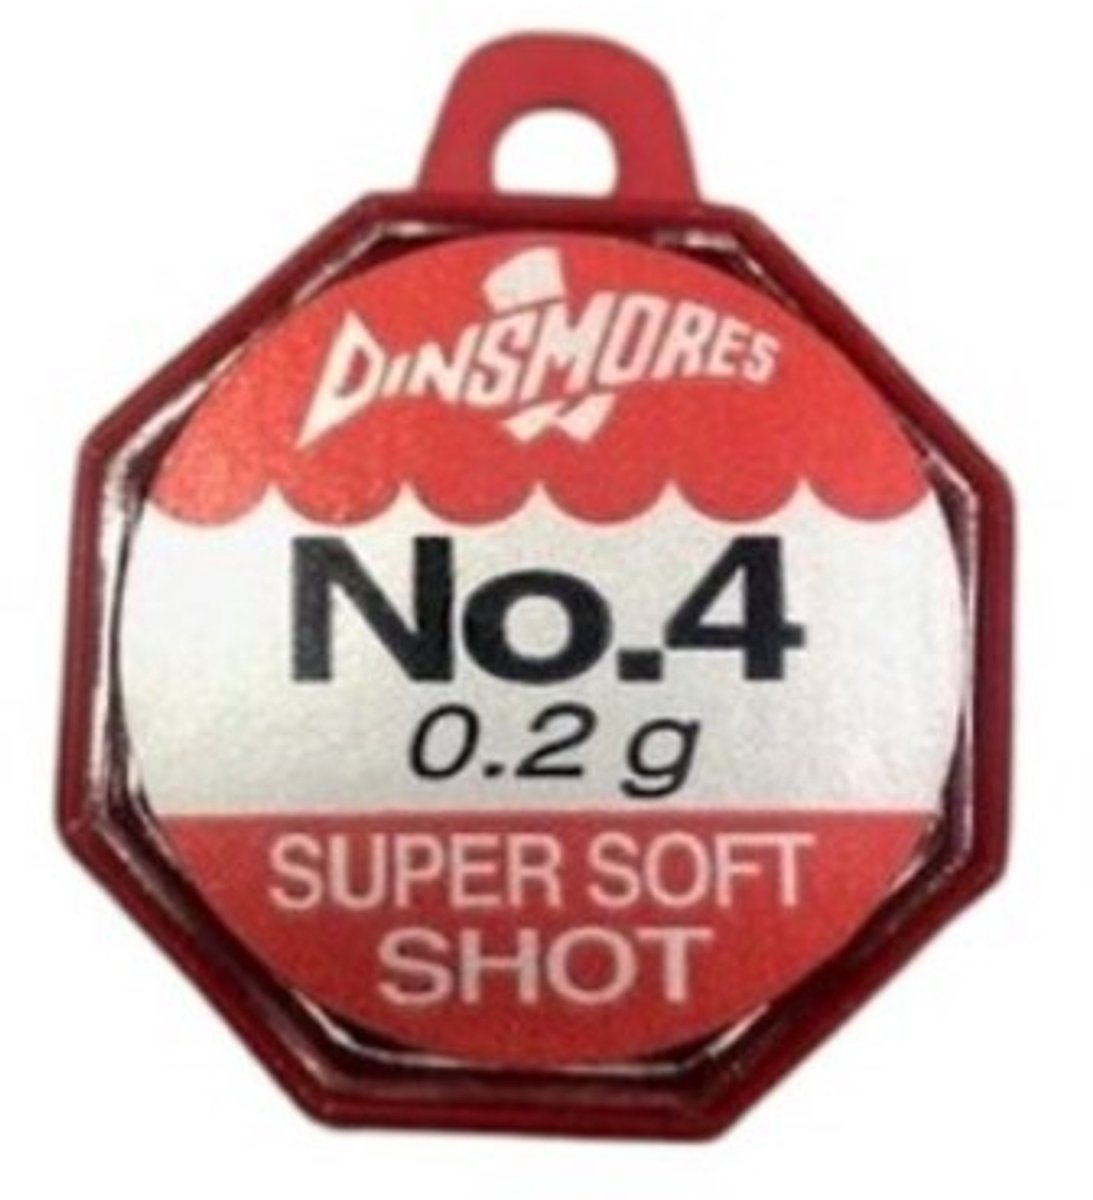 DINSMORES
No.4
0.2 g
SUPER SOFT
SHOT